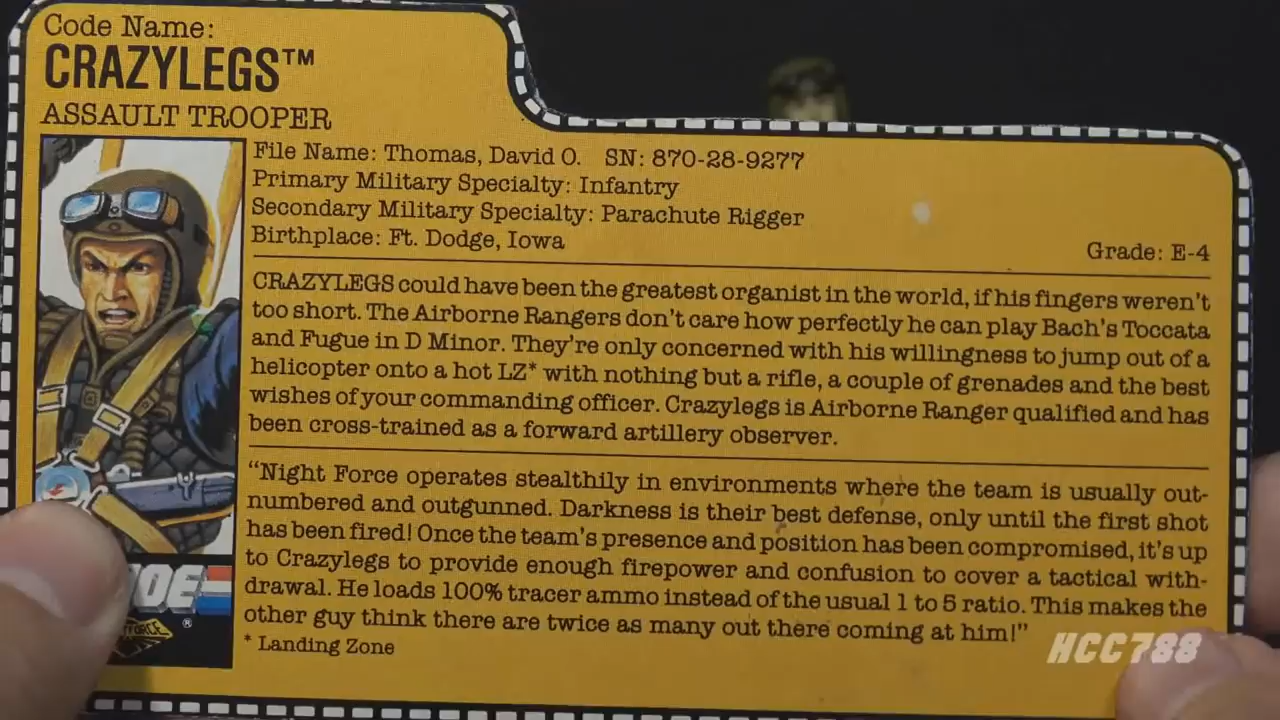 Code Name:
CRAZYLEGS™
ASSAULT TROOPER
File Name: Thomas, David O. SN: 870-28-9277
Primary Military Specialty: Infantry
Secondary Military Specialty: Parachute Rigger
Birthplace: Ft. Dodge, Iowa
Grade: E-4
CRAZYLEGS could have been the greatest organist in the world, if his fingers weren't
too short. The Airborne Rangers don't care how perfectly he can play Bach's Toccata
and Fugue in D Minor. They're only concerned with his willingness to jump out of a
helicopter onto a hot LZ* with nothing but a rifle, a couple of grenades and the best
wishes of your commanding officer. Crazylegs is Airborne Ranger qualified and has
been cross-trained as a forward artillery observer.
"Night Force operates stealthily in environments where the team is usually out-
numbered and outgunned. Darkness is their best defense, only until the first shot
has been fired! Once the team's presence and position has been compromised, it's up
to Crazylegs to provide enough firepower and confusion to cover a tactical with-
drawal. He loads 100% tracer ammo instead of the usual 1 to 5 ratio. This makes the
other guy think there are twice as many out there coming at him!"
* Landing Zone
JOE
®
FORCE
HCC788